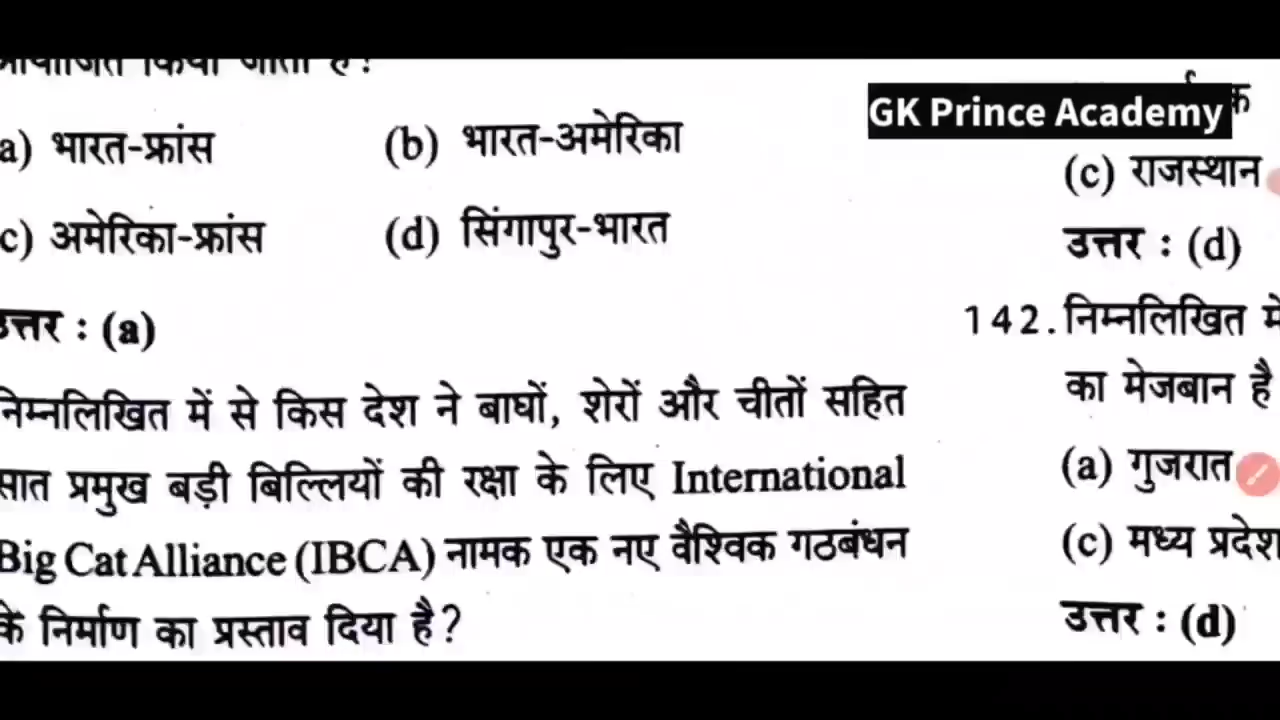 a) भारत-फ्रांस (b) भारत-अमेरिका
c) अमेरिका-फ्रांस (d) सिंगापुर-भारत
उत्तर : (a)
निम्नलिखित में से किस देश ने बाघों, शेरों और चीतों सहित
सात प्रमुख बड़ी बिल्लियों की रक्षा के लिए International
Big Cat Alliance (IBCA) नामक एक नए वैश्विक गठबंधन
के निर्माण का प्रस्ताव दिया है?
GK Prince Academy
(c) राजस्थान
उत्तर : (d)
142. निम्नलिखित में
का मेजबान है
(a) गुजरात
(c) मध्य प्रदेश
उत्तर : (d)